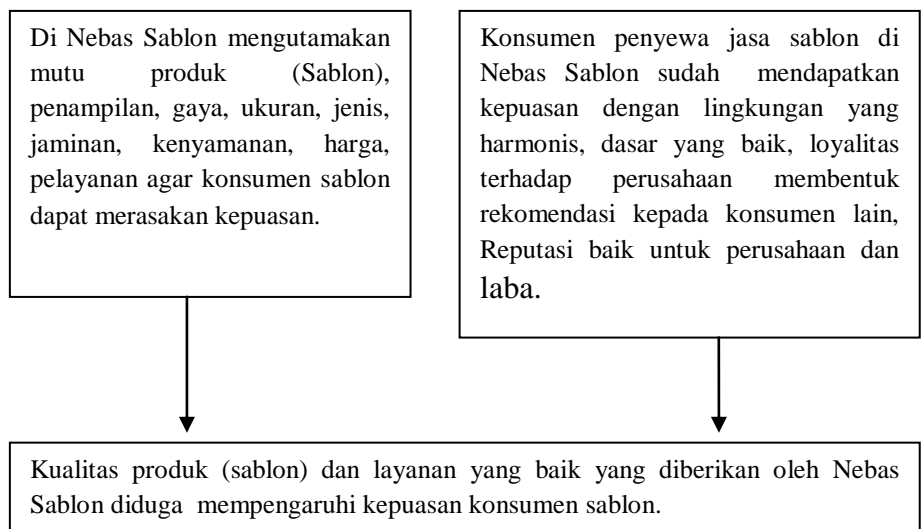 Di Nebas Sablon mengutamakan
mutu produk (Sablon),
penampilan, gaya, ukuran, jenis,
jaminan, kenyamanan, harga,
pelayanan agar konsumen sablon
dapat merasakan kepuasan.
Konsumen penyewa jasa sablon di
Nebas Sablon sudah mendapatkan
kepuasan dengan lingkungan yang
harmonis, dasar yang baik, loyalitas
terhadap perusahaan membentuk
rekomendasi kepada konsumen lain,
Reputasi baik untuk perusahaan dan
laba.
Kualitas produk (sablon) dan layanan yang baik yang diberikan oleh Nebas
Sablon diduga mempengaruhi kepuasan konsumen sablon.